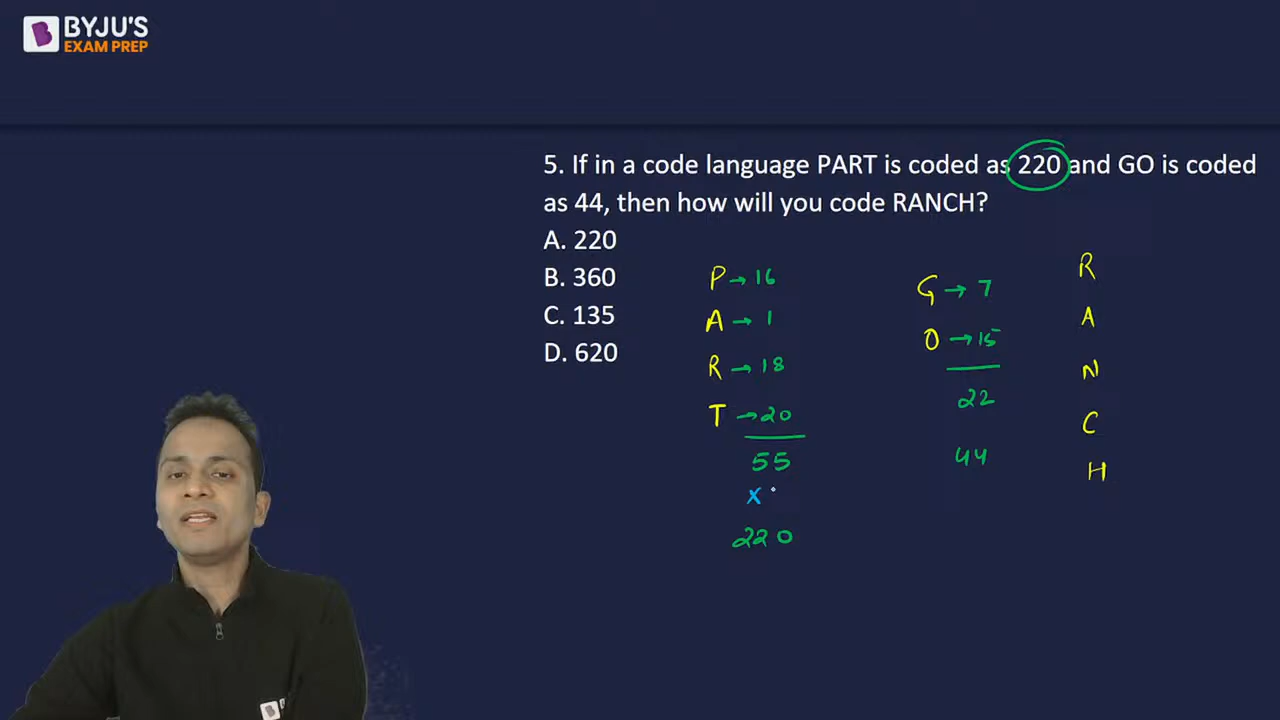 BYJU'S
EXAM PREP
5. If in a code language PART is coded as 220 and GO is coded
as 44, then how will you code RANCH?
A. 220
B. 360
C. 135
D. 620
P → 16
A → 1
R → 18
T → 20
55
x
220
G → 7
O → 15
22
44
R
A
N
C
H